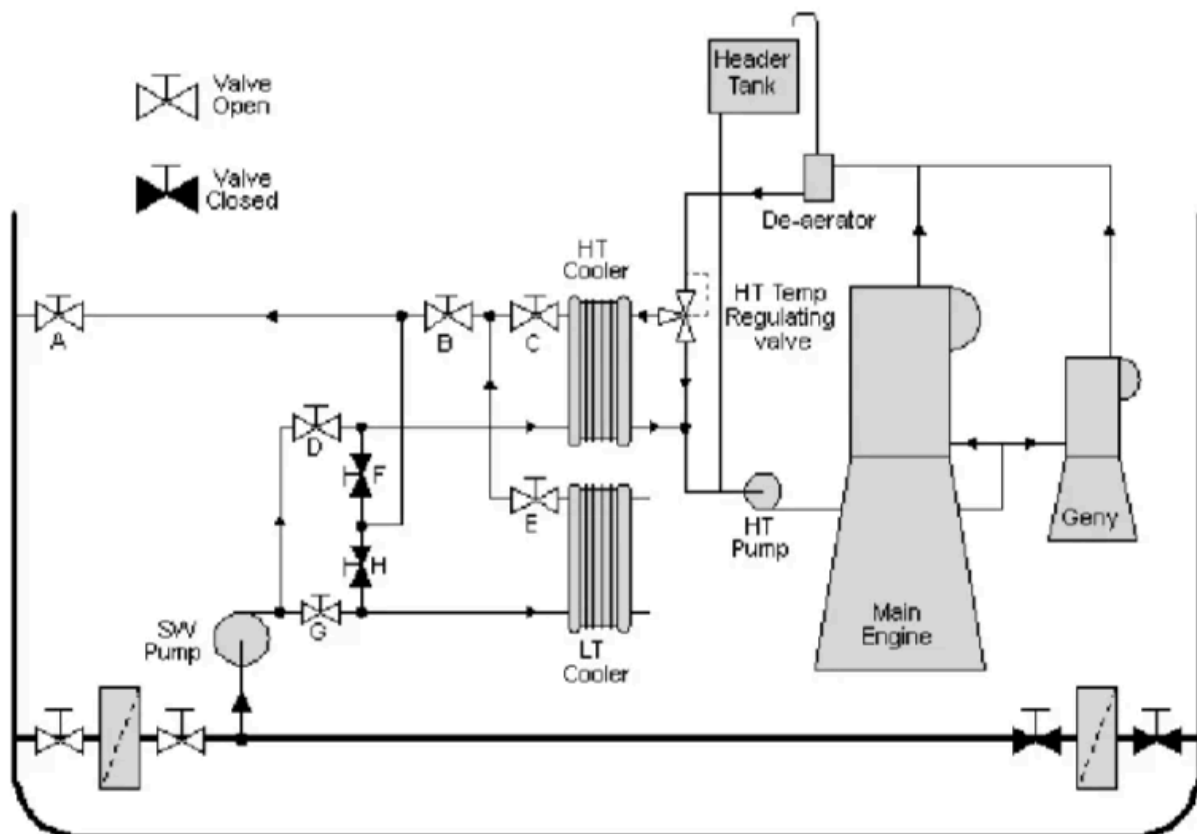 Valve
Open
Valve
Closed
Header
Tank
De-aerator
HT
Cooler
HT Temp
Regulating
valve
A
B
C
D
F
E
H
G
HT
Pump
Geny
SW
Pump
Main
Engine
LT
Cooler